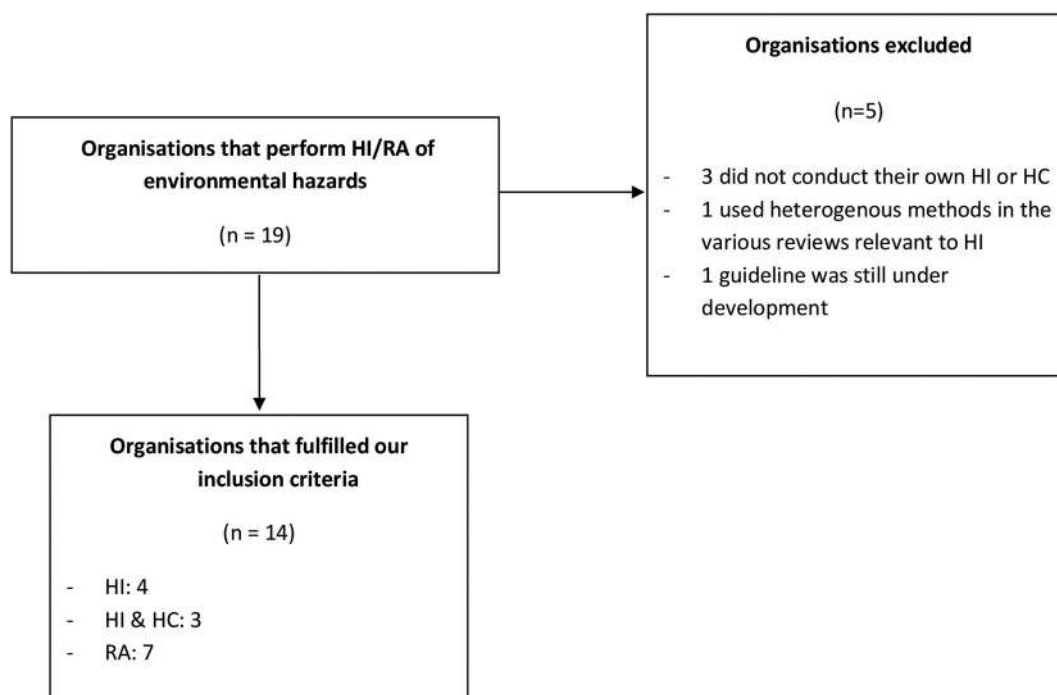 Organisations that perform HI/RA of
environmental hazards
(n = 19)
Organisations excluded
(n=5)
- 3 did not conduct their own HI or HC
- 1 used heterogenous methods in the
various reviews relevant to HI
- 1 guideline was still under
development
Organisations that fulfilled our
inclusion criteria
(n = 14)
- HI: 4
- HI & HC: 3
- RA: 7